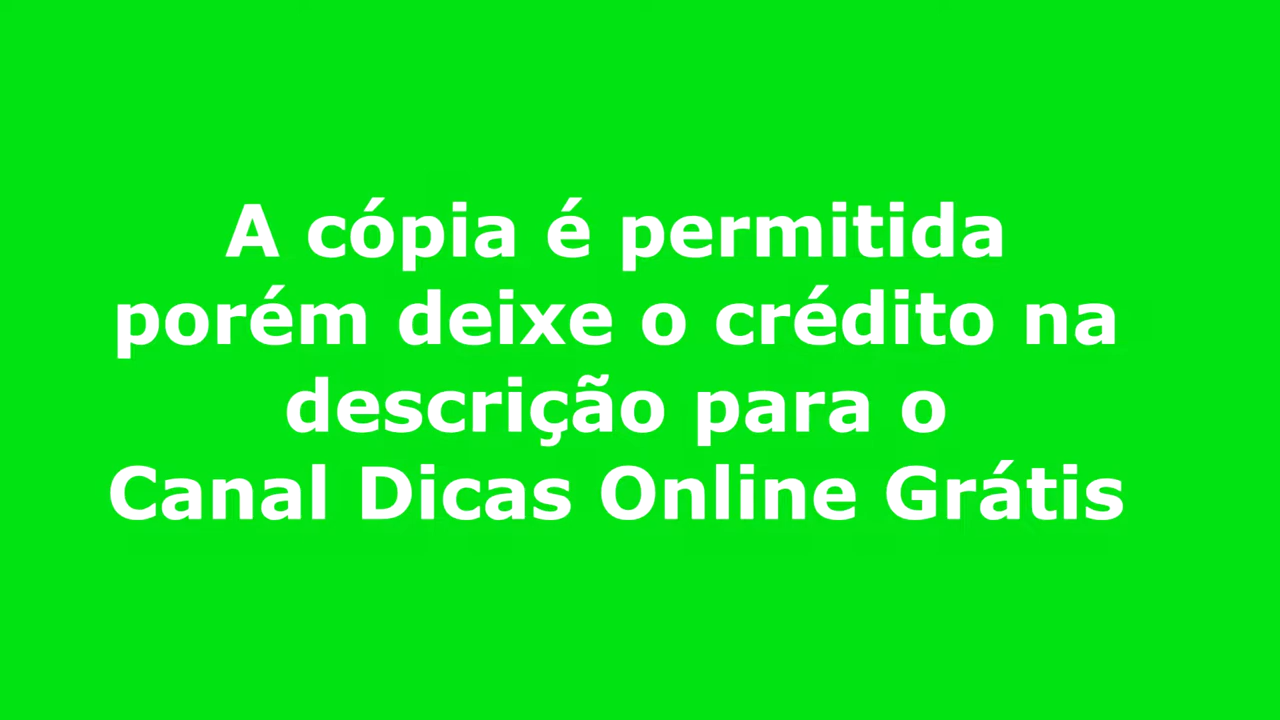 A cópia é permitida
porém deixe o crédito na
descrição para o
Canal Dicas Online Grátis